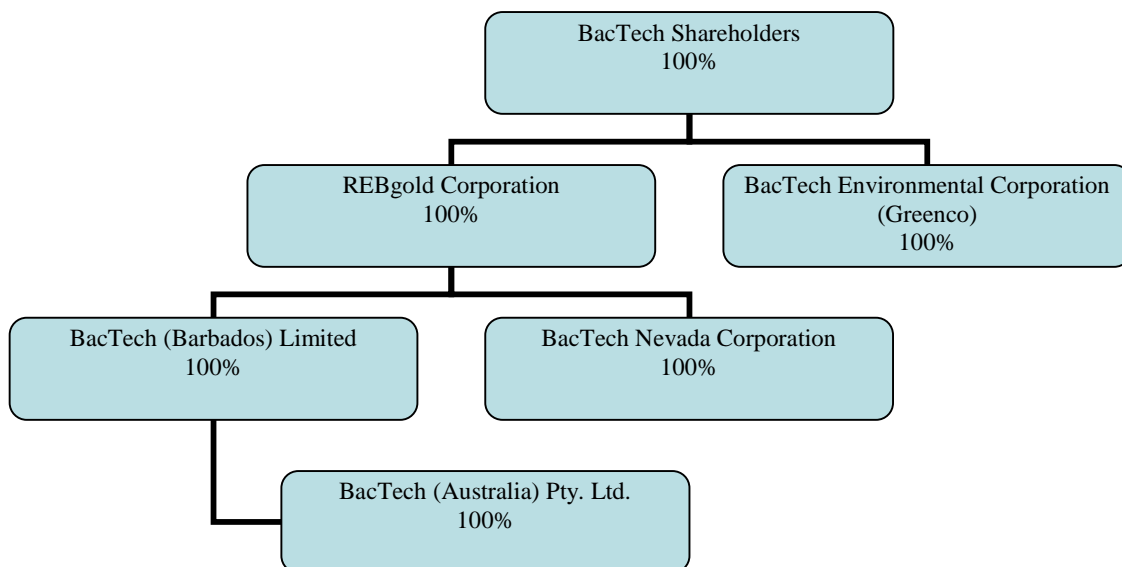 BacTech Shareholders
100%
REBgold Corporation
100%
BacTech Environmental Corporation
(Greenco)
100%
BacTech (Barbados) Limited
100%
BacTech Nevada Corporation
100%
BacTech (Australia) Pty. Ltd.
100%